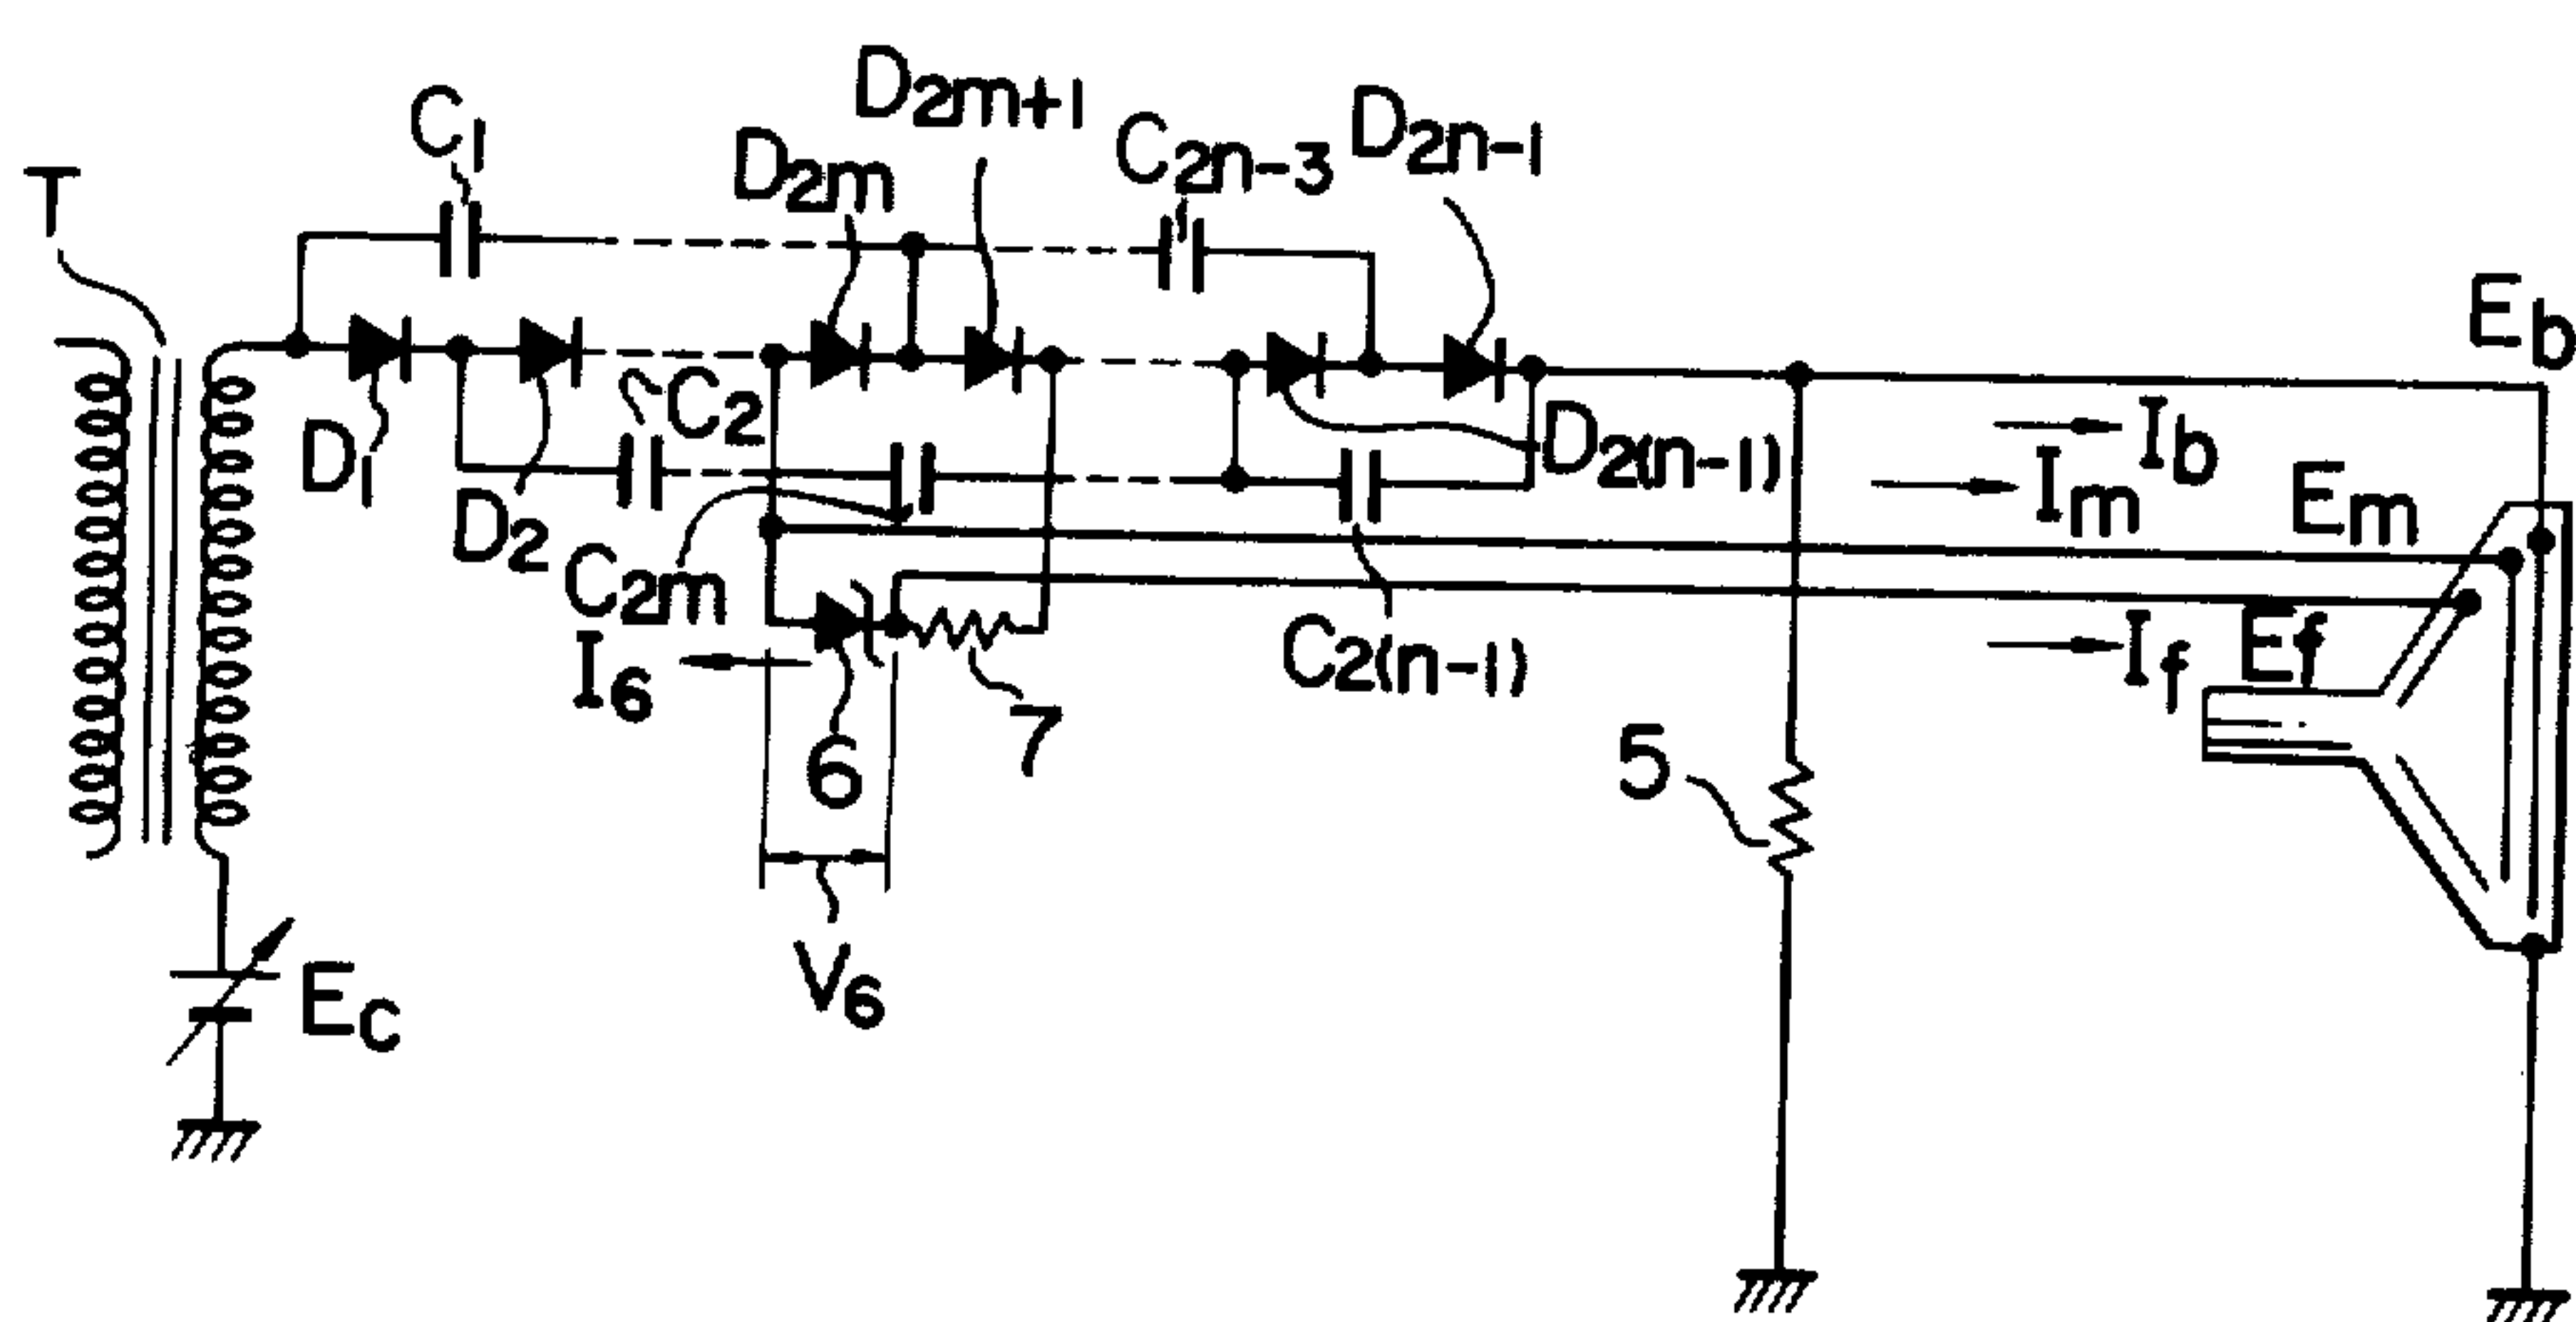 T
C1
D2m
D2m+1
C2n-3
D2n-1
Eb
D1
D2
C2
C2m
D2(n-1)
Ib
Im
Em
I6
6
7
C2(n-1)
If
Ef
5
V6
Ec